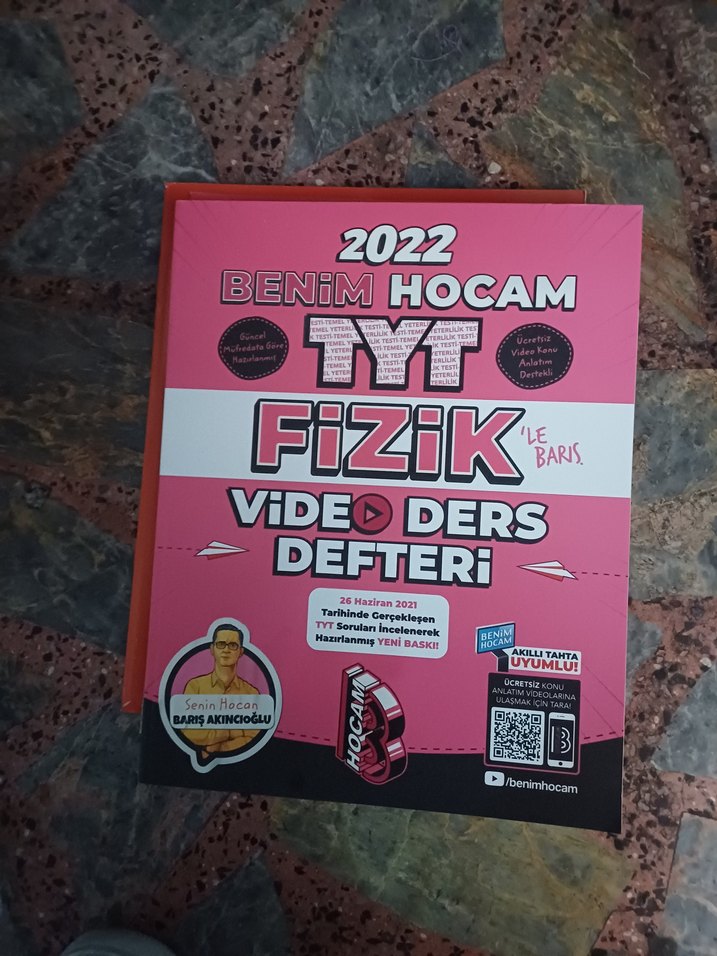 2022
BENİM HOCAM
TYT
Güncel
Müfredata Göre
Hazırlanmış
Ücretsiz
Video Konu
Anlatım
Destekli
FİZİK
'LE
BARIŞ
VİDEO DERS
DEFTERİ
26 Haziran 2021
Tarihinde Gerçekleşen
TYT Soruları İncelenerek
Hazırlanmış YENİ BASKI!
Senin Hocan
BARIŞ AKINCIOĞLU
HOCAM
B
BENİM
HOCAM
AKILLI TAHTA
UYUMLU!
ÜCRETSİZ KONU
ANLATIM VİDEOLARINA
ULAŞMAK İÇİN TARA!
/benimhocam